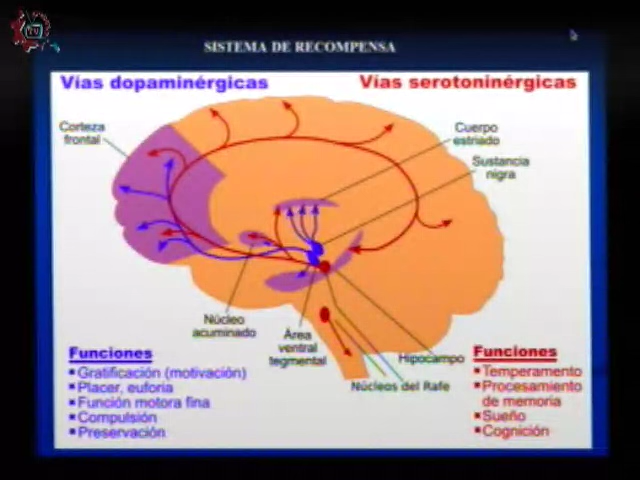 TV
SISTEMA DE RECOMPENSA
Vías dopaminérgicas
Vías serotoninérgicas
Corteza
frontal
Cuerpo
estriado
Sustancia
nigra
Núcleo
acuminado
Área
ventral
tegmental
Hipocampo
Núcleos del Rafe
Funciones
▪Gratificación (motivación)
▪Placer, euforia
▪Función motora fina
▪Compulsión
▪Preservación
Funciones
▪Temperamento
▪Procesamiento
de memoria
▪Sueño
▪Cognición